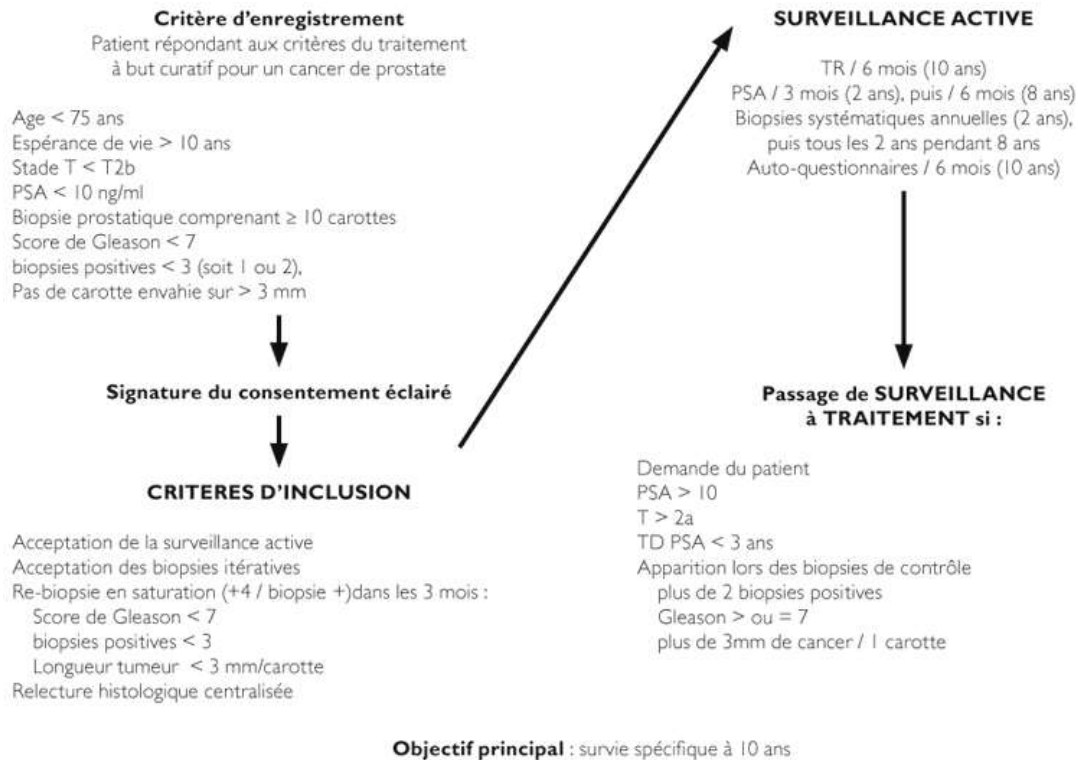 Critère d'enregistrement
Patient répondant aux critères du traitement
à but curatif pour un cancer de prostate
Age < 75 ans
Espérance de vie > 10 ans
Stade T < T2b
PSA < 10 ng/ml
Biopsie prostatique comprenant ≥ 10 carottes
Score de Gleason < 7
biopsies positives < 3 (soit 1 ou 2),
Pas de carotte envahie sur > 3 mm
Signature du consentement éclairé
CRITERES D'INCLUSION
Acceptation de la surveillance active
Acceptation des biopsies itératives
Re-biopsie en saturation (+4 / biopsie +)dans les 3 mois :
Score de Gleason < 7
biopsies positives < 3
Longueur tumeur < 3 mm/carotte
Relecture histologique centralisée
SURVEILLANCE ACTIVE
TR / 6 mois (10 ans)
PSA / 3 mois (2 ans), puis / 6 mois (8 ans)
Biopsies systématiques annuelles (2 ans),
puis tous les 2 ans pendant 8 ans
Auto-questionnaires / 6 mois (10 ans)
Passage de SURVEILLANCE
à TRAITEMENT si :
Demande du patient
PSA > 10
T > 2a
TD PSA < 3 ans
Apparition lors des biopsies de contrôle
plus de 2 biopsies positives
Gleason > ou = 7
plus de 3mm de cancer / 1 carotte
Objectif principal : survie spécifique à 10 ans